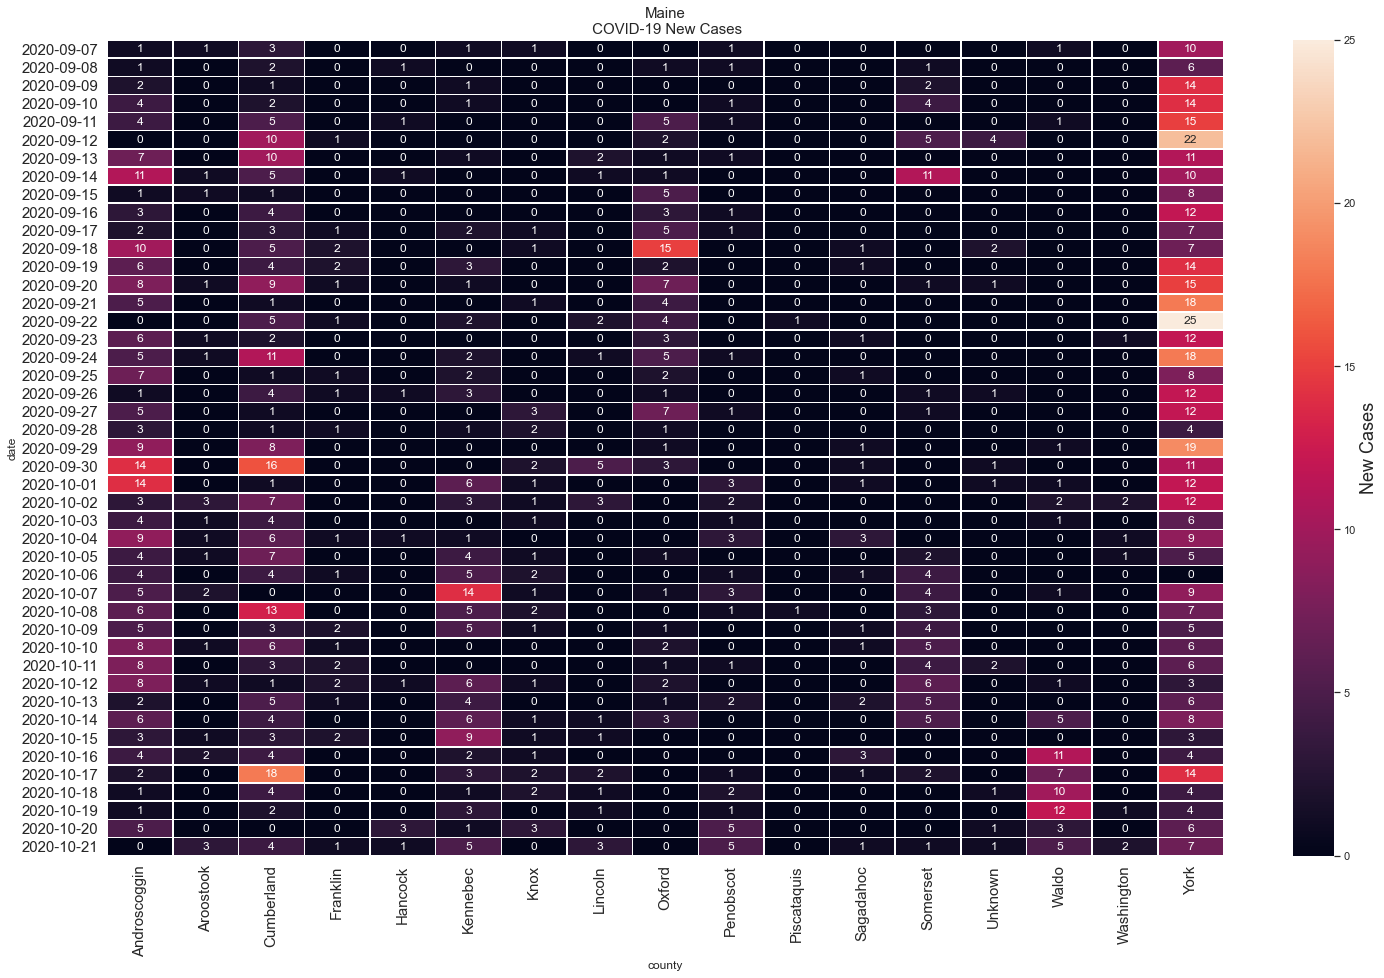 Maine
COVID-19 New Cases
2020-09-07 1 1 3 0 0 1 1 0 0 1 0 0 0 0 1 0 10
2020-09-08 1 0 2 0 1 0 0 0 1 1 0 0 1 0 0 0 6
2020-09-09 2 0 1 0 0 1 0 0 0 0 0 0 2 0 0 0 14
2020-09-10 4 0 2 0 0 1 0 0 0 1 0 0 4 0 0 0 14
2020-09-11 4 0 5 0 1 0 0 0 5 1 0 0 0 0 1 0 15
2020-09-12 0 0 10 1 0 0 0 0 2 0 0 0 5 4 0 0 22
2020-09-13 7 0 10 0 0 1 0 2 1 1 0 0 0 0 0 0 11
2020-09-14 11 1 5 0 1 0 0 1 1 0 0 0 11 0 0 0 10
2020-09-15 1 1 1 0 0 0 0 0 5 0 0 0 0 0 0 0 8
2020-09-16 3 0 4 0 0 0 0 0 3 1 0 0 0 0 0 0 12
2020-09-17 2 0 3 1 0 2 1 0 5 1 0 0 0 0 0 0 7
2020-09-18 10 0 5 2 0 0 1 0 15 0 0 1 0 2 0 0 7
2020-09-19 6 0 4 2 0 3 0 0 2 0 0 1 0 0 0 0 14
2020-09-20 8 1 9 1 0 1 0 0 7 0 0 0 1 1 0 0 15
2020-09-21 5 0 1 0 0 0 1 0 4 0 0 0 0 0 0 0 18
2020-09-22 0 0 5 1 0 2 0 2 4 0 1 0 0 0 0 0 25
2020-09-23 6 1 2 0 0 0 0 0 3 0 0 1 0 0 0 1 12
2020-09-24 5 1 11 0 0 2 0 1 5 1 0 0 0 0 0 0 18
2020-09-25 7 0 1 1 0 2 0 0 2 0 0 1 0 0 0 0 8
2020-09-26 1 0 4 1 1 3 0 0 1 0 0 0 1 1 0 0 12
2020-09-27 5 0 1 0 0 0 3 0 7 1 0 0 1 0 0 0 12
2020-09-28 3 0 1 1 0 1 2 0 1 0 0 0 0 0 0 0 4
2020-09-29 9 0 8 0 0 0 0 0 1 0 0 1 0 0 1 0 19
2020-09-30 14 0 16 0 0 0 2 5 3 0 0 1 0 1 0 0 11
2020-10-01 14 0 1 0 0 6 1 0 0 3 0 1 0 1 1 0 12
2020-10-02 3 3 7 0 0 3 1 3 0 2 0 0 0 0 2 2 12
2020-10-03 4 1 4 0 0 0 1 0 0 1 0 0 0 0 1 0 6
2020-10-04 9 1 6 1 1 1 0 0 0 3 0 3 0 0 0 1 9
2020-10-05 4 1 7 0 0 4 1 0 1 0 0 0 2 0 0 1 5
2020-10-06 4 0 4 1 0 5 2 0 0 1 0 1 4 0 0 0 0
2020-10-07 5 2 0 0 0 14 1 0 1 3 0 0 4 0 1 0 9
2020-10-08 6 0 13 0 0 5 2 0 0 1 1 0 3 0 0 0 7
2020-10-09 5 0 3 2 0 5 1 0 1 0 0 1 4 0 0 0 5
2020-10-10 8 1 6 1 0 0 0 0 2 0 0 1 5 0 0 0 6
2020-10-11 8 0 3 2 0 0 0 0 1 1 0 0 4 2 0 0 6
2020-10-12 8 1 1 2 1 6 1 0 2 0 0 0 6 0 1 0 3
2020-10-13 2 0 5 1 0 4 0 0 1 2 0 2 5 0 0 0 6
2020-10-14 6 0 4 0 0 6 1 1 3 0 0 0 5 0 5 0 8
2020-10-15 3 1 3 2 0 9 1 1 0 0 0 0 0 0 0 0 3
2020-10-16 4 2 4 0 0 2 1 0 0 0 0 3 0 0 11 0 4
2020-10-17 2 0 18 0 0 3 2 2 0 1 0 1 2 0 7 0 14
2020-10-18 1 0 4 0 0 1 2 1 0 2 0 0 0 1 10 0 4
2020-10-19 1 0 2 0 0 3 0 1 0 1 0 0 0 0 12 1 4
2020-10-20 5 0 0 0 3 1 3 0 0 5 0 0 0 1 3 0 6
2020-10-21 0 3 4 1 1 5 0 3 0 5 0 1 1 1 5 2 7
date
Androscoggin Aroostook Cumberland Franklin Hancock Kennebec Knox Lincoln Oxford Penobscot Piscataquis Sagadahoc Somerset Unknown Waldo Washington York
county
25
20
15
10
5
0
New Cases